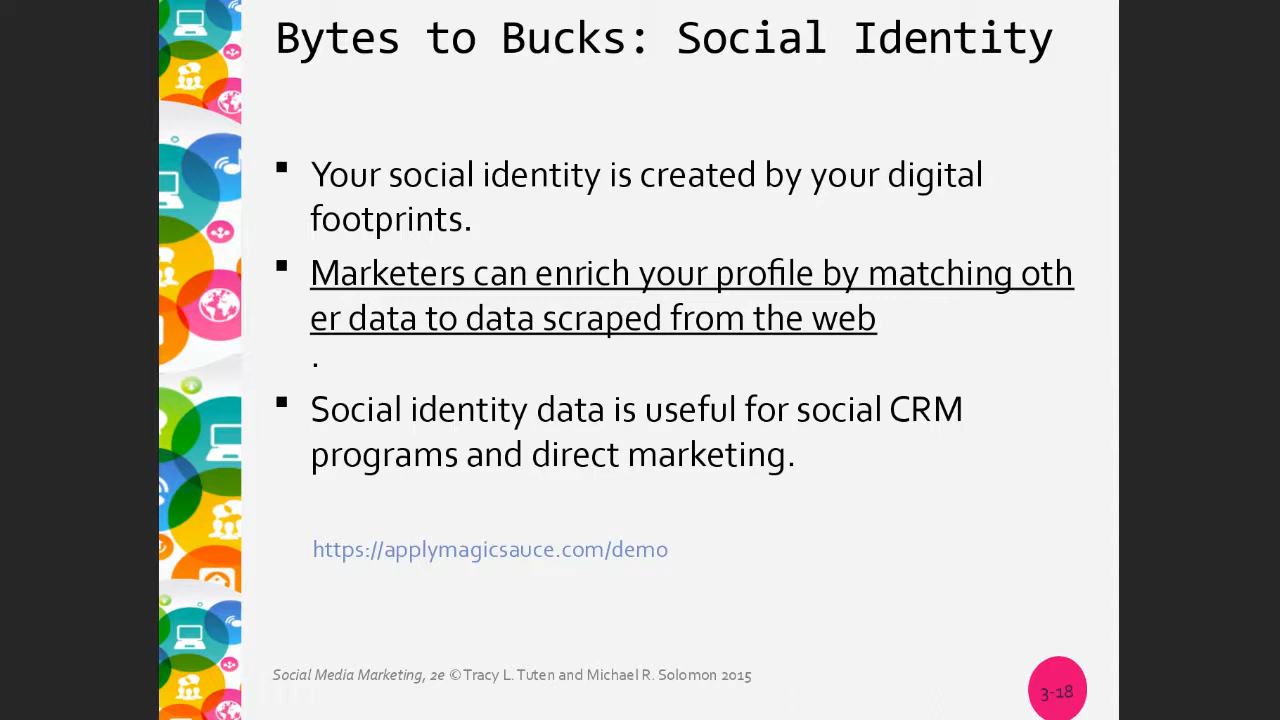 Bytes to Bucks: Social Identity
▪ Your social identity is created by your digital
footprints.
▪ Marketers can enrich your profile by matching oth
er data to data scraped from the web
.
▪ Social identity data is useful for social CRM
programs and direct marketing.
https://applymagicsauce.com/demo
Social Media Marketing, 2e © Tracy L. Tuten and Michael R. Solomon 2015
3-18